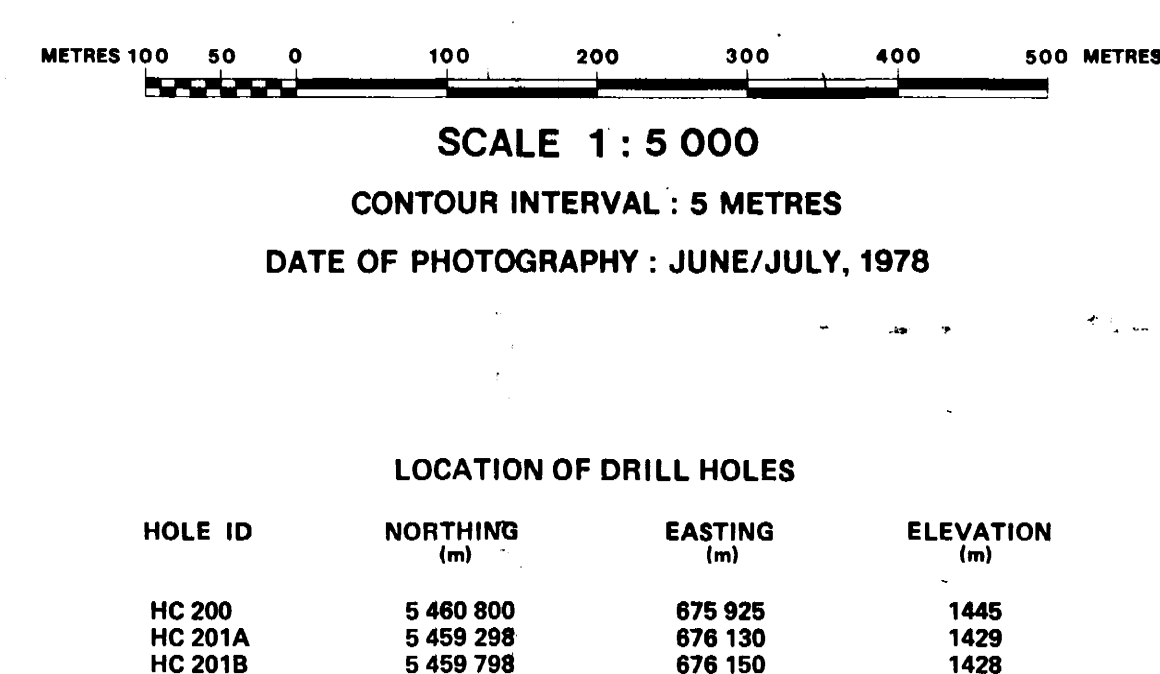 METRES 100 50 0 100 200 300 400 500 METRES
SCALE 1 : 5 000
CONTOUR INTERVAL : 5 METRES
DATE OF PHOTOGRAPHY : JUNE/JULY, 1978
LOCATION OF DRILL HOLES
HOLE ID NORTHING EASTING ELEVATION
(m) (m) (m)
HC 200 5 460 800 675 925 1445
HC 201A 5 459 298 676 130 1429
HC 201B 5 459 798 676 150 1428